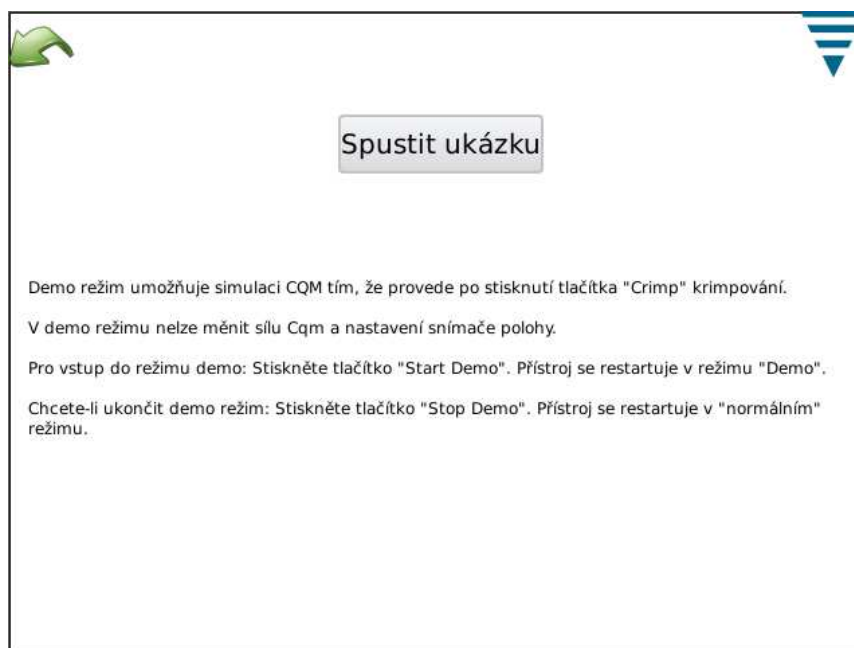 Spustit ukázku
Demo režim umožňuje simulaci CQM tím, že provede po stisknutí tlačítka "Crimp" krimpování.
V demo režimu nelze měnit sílu Cqm a nastavení snímače polohy.
Pro vstup do režimu demo: Stiskněte tlačítko "Start Demo". Přístroj se restartuje v režimu "Demo".
Chcete-li ukončit demo režim: Stiskněte tlačítko "Stop Demo". Přístroj se restartuje v "normálním"
režimu.